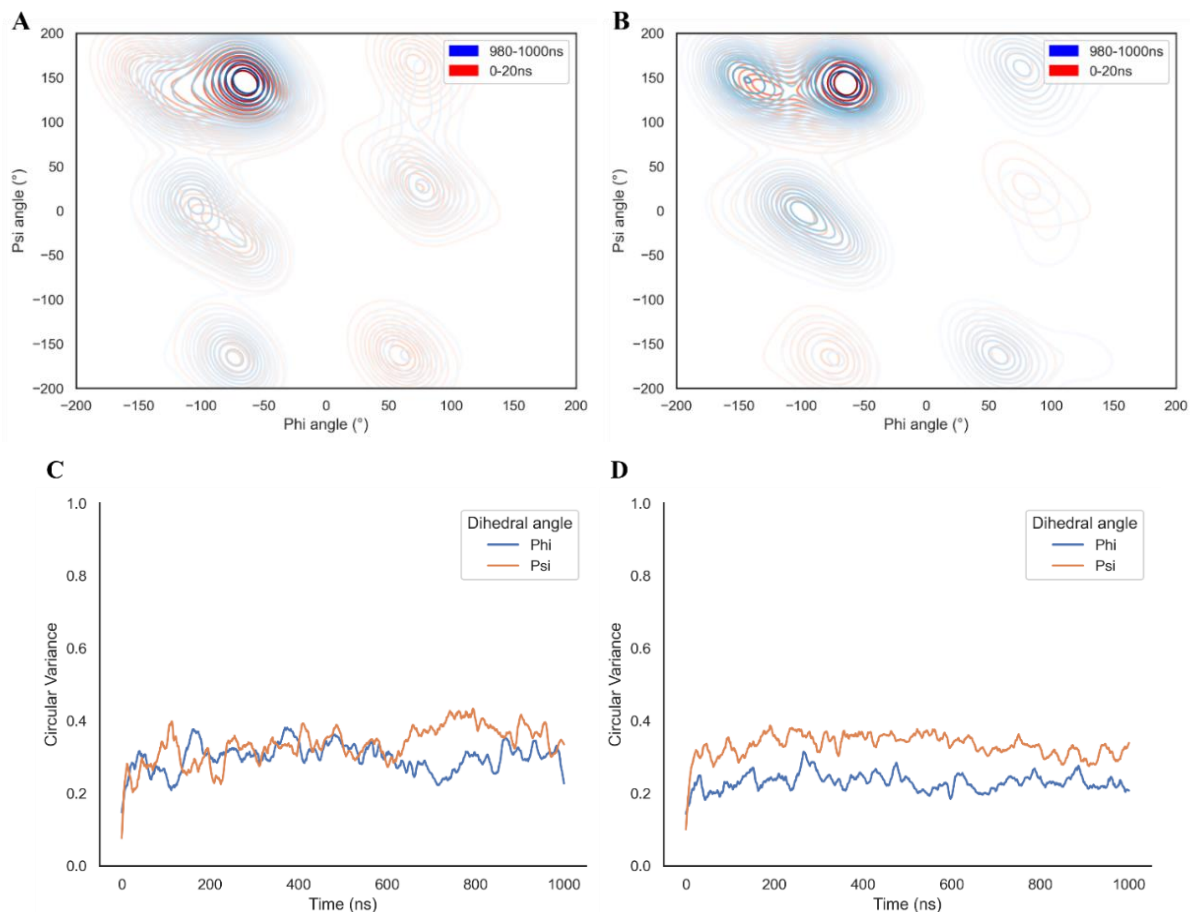 A
B
200
150
100
50
0
−50
−100
−150
−200
Psi angle (°)
−200 −150 −100 −50 0 50 100 150 200
Phi angle (°)
980-1000ns
0-20ns
200
150
100
50
0
−50
−100
−150
−200
Psi angle (°)
−200 −150 −100 −50 0 50 100 150 200
Phi angle (°)
980-1000ns
0-20ns
C
D
1.0
0.8
0.6
0.4
0.2
0.0
Circular Variance
Dihedral angle
Phi
Psi
0 200 400 600 800 1000
Time (ns)
1.0
0.8
0.6
0.4
0.2
0.0
Circular Variance
Dihedral angle
Phi
Psi
0 200 400 600 800 1000
Time (ns)